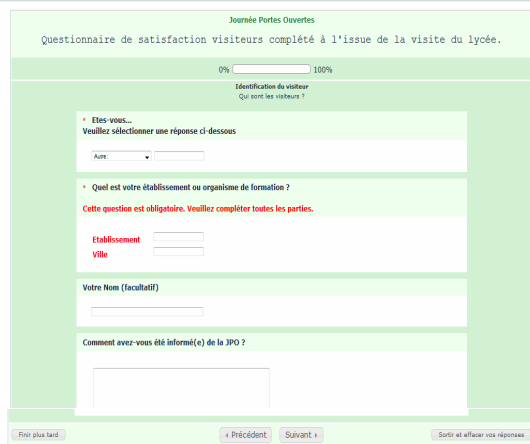 Journée Portes Ouvertes
Questionnaire de satisfaction visiteurs complété à l'issue de la visite du lycée.
0% 100%
Identification du visiteur
Qui sont les visiteurs ?
* Etes-vous...
Veuillez sélectionner une réponse ci-dessous
Autre:
* Quel est votre établissement ou organisme de formation ?
Cette question est obligatoire. Veuillez compléter toutes les parties.
Etablissement
Ville
Votre Nom (facultatif)
Comment avez-vous été informé(e) de la JPO ?
Finir plus tard
Précédent
Suivant
Sortir et effacer vos réponses